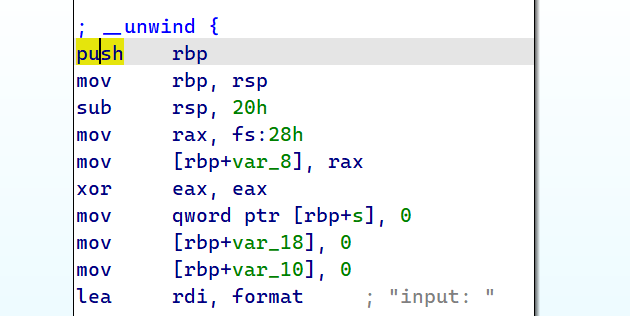 ; __unwind {
push rbp
mov rbp, rsp
sub rsp, 20h
mov rax, fs:28h
mov [rbp+var_8], rax
xor eax, eax
mov qword ptr [rbp+s], 0
mov [rbp+var_18], 0
mov [rbp+var_10], 0
lea rdi, format ; "input: "